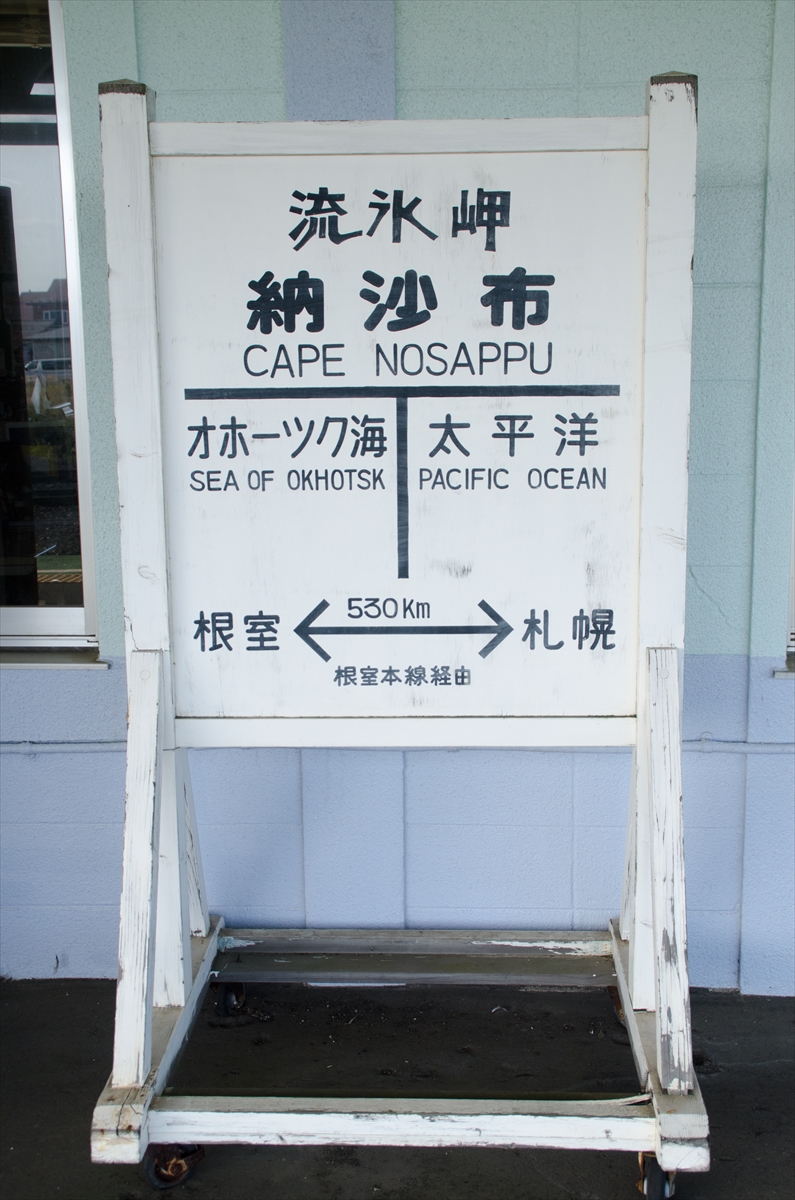 流氷岬
納沙布
CAPE NOSAPPU
オホーツク海 太平洋
SEA OF OKHOTSK PACIFIC OCEAN
530Km
根室 札幌
根室本線経由